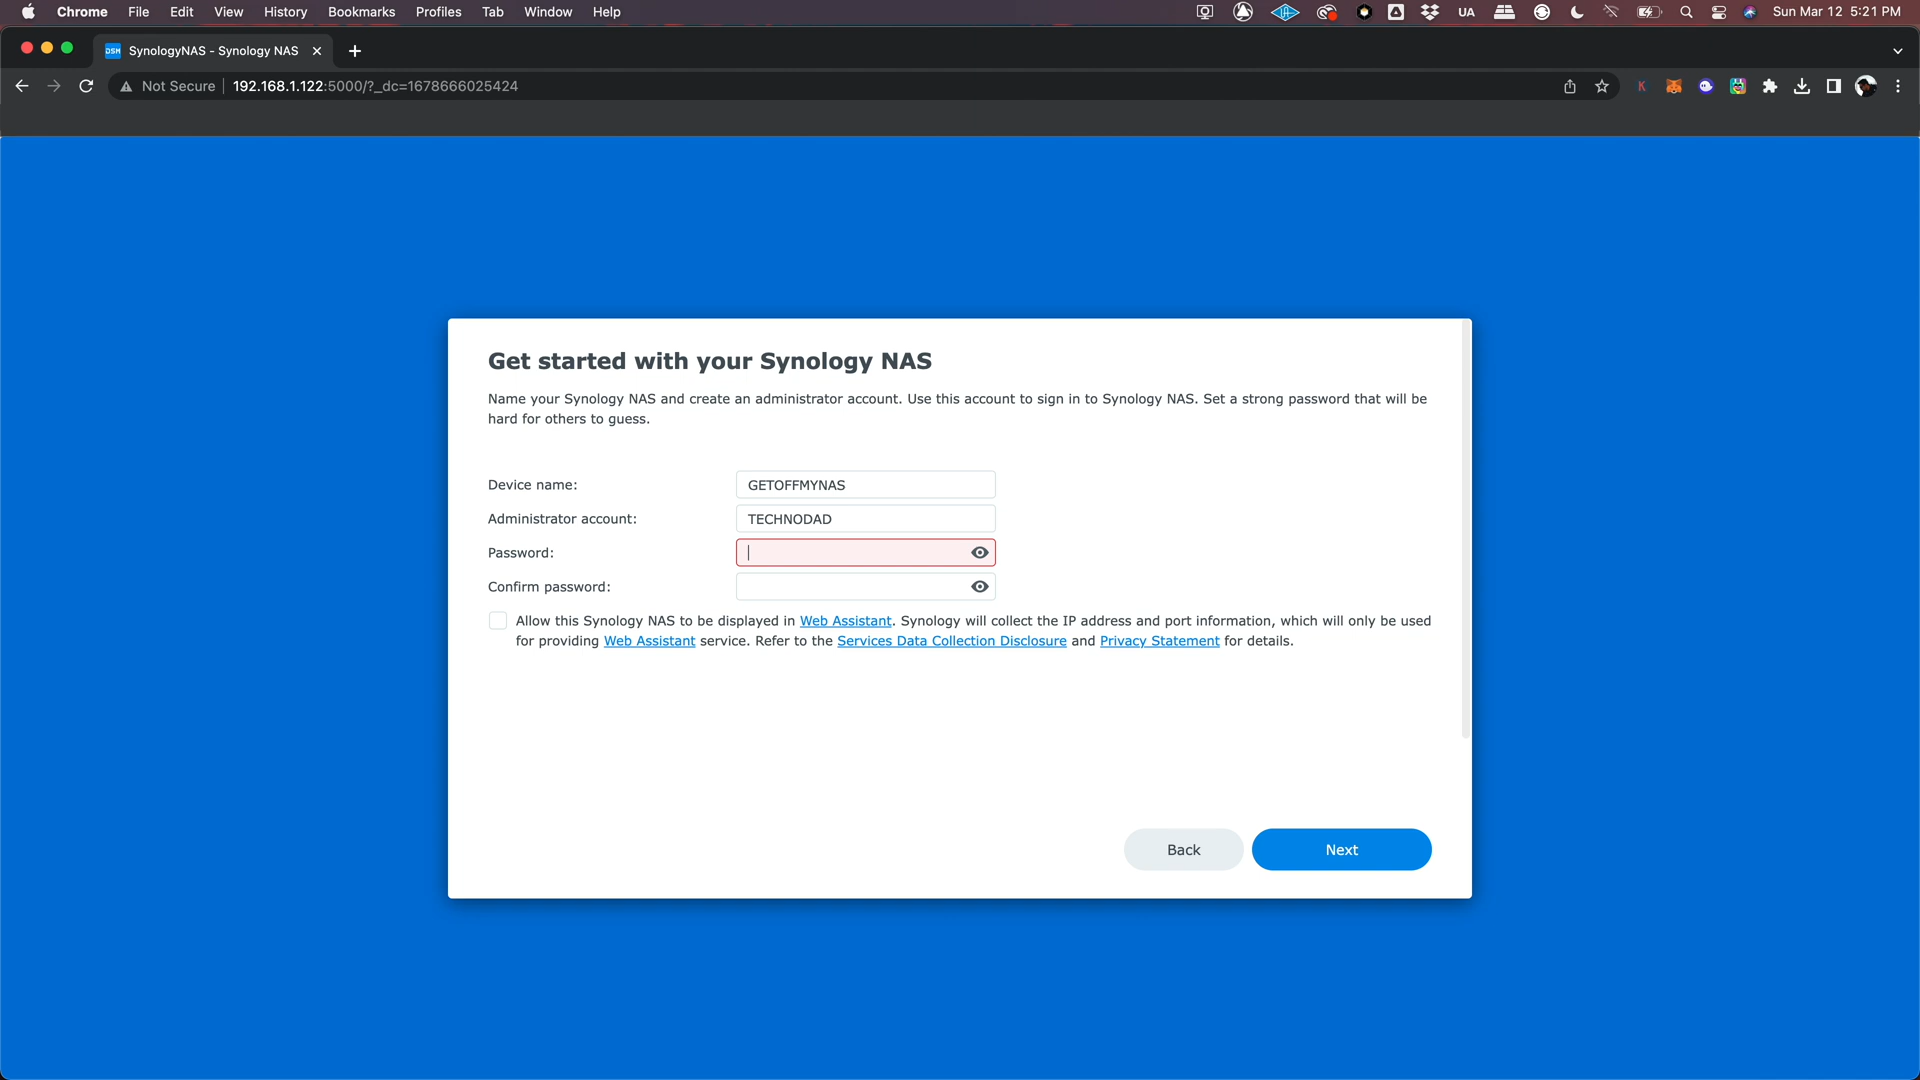 Chrome File Edit View History Bookmarks Profiles Tab Window Help UA Sun Mar 12 5:21 PM
DSM SynologyNAS - Synology NAS
Not Secure 192.168.1.122:5000/?_dc=1678666025424 K
Get started with your Synology NAS
Name your Synology NAS and create an administrator account. Use this account to sign in to Synology NAS. Set a strong password that will be
hard for others to guess.
Device name: GETOFFMYNAS
Administrator account: TECHNODAD
Password:
Confirm password:
Allow this Synology NAS to be displayed in Web Assistant. Synology will collect the IP address and port information, which will only be used
for providing Web Assistant service. Refer to the Services Data Collection Disclosure and Privacy Statement for details.
Back Next